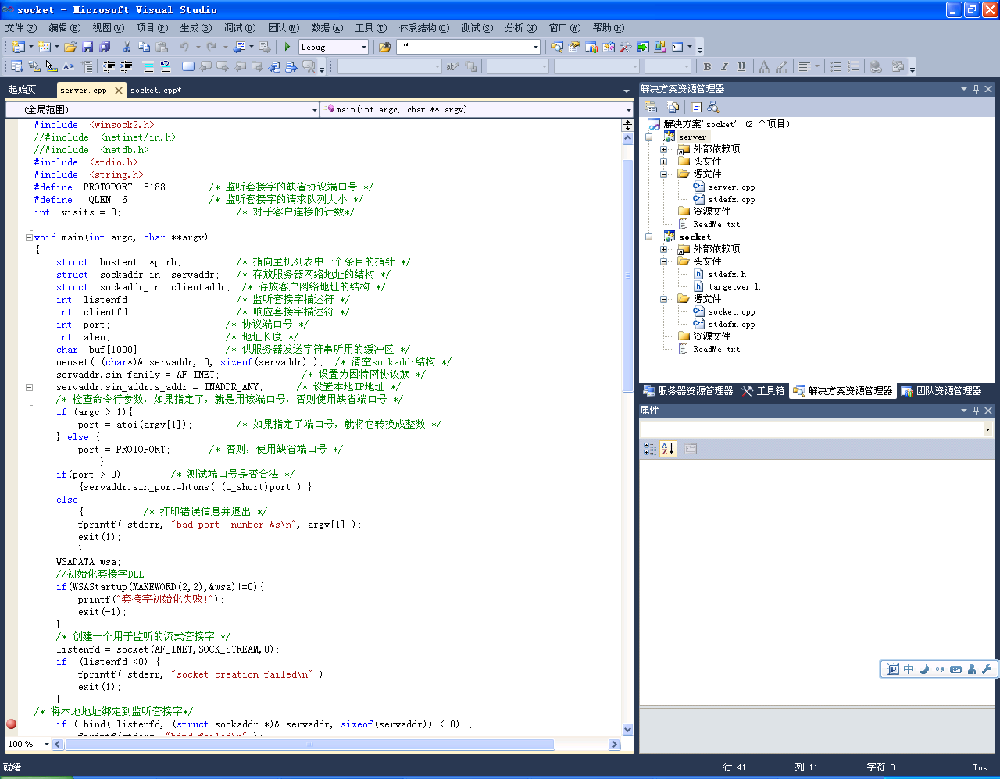 socket - Microsoft Visual Studio
文件(F) 编辑(E) 视图(V) 项目(P) 生成(B) 调试(D) 团队(M) 数据(A) 工具(T) 体系结构(C) 测试(S) 分析(N) 窗口(W) 帮助(H)
Debug “
B I U A
起始页 server.cpp socket.cpp*
(全局范围) main(int argc, char ** argv)
#include <winsock2.h>
//#include <netinet/in.h>
//#include <netdb.h>
#include <stdio.h>
#include <string.h>
#define PROTOPORT 5188 /* 监听套接字的缺省协议端口号 */
#define QLEN 6 /* 监听套接字的请求队列大小 */
int visits = 0; /* 对于客户连接的计数*/
void main(int argc, char **argv)
{
struct hostent *ptrh; /* 指向主机列表中一个条目的指针 */
struct sockaddr_in servaddr; /* 存放服务器网络地址的结构 */
struct sockaddr_in clientaddr; /* 存放客户网络地址的结构 */
int listenfd; /* 监听套接字描述符 */
int clientfd; /* 响应套接字描述符 */
int port; /* 协议端口号 */
int alen; /* 地址长度 */
char buf[1000]; /* 供服务器发送字符串所用的缓冲区 */
memset( (char*)& servaddr, 0, sizeof(servaddr) ); /* 清空sockaddr结构 */
servaddr.sin_family = AF_INET; /* 设置为因特网协议族 */
servaddr.sin_addr.s_addr = INADDR_ANY; /* 设置本地IP地址 */
/* 检查命令行参数，如果指定了，就是用该端口号，否则使用缺省端口号 */
if (argc > 1){
port = atoi(argv[1]); /* 如果指定了端口号，就将它转换成整数 */
} else {
port = PROTOPORT; /* 否则，使用缺省端口号 */
}
if(port > 0) /* 测试端口号是否合法 */
{servaddr.sin_port=htons( (u_short)port );}
else
{ /* 打印错误信息并退出 */
fprintf( stderr, "bad port number %s\n", argv[1] );
exit(1);
}
WSADATA wsa;
//初始化套接字DLL
if(WSAStartup(MAKEWORD(2,2),&wsa)!=0){
printf("套接字初始化失败!");
exit(-1);
}
/* 创建一个用于监听的流式套接字 */
listenfd = socket(AF_INET,SOCK_STREAM,0);
if (listenfd <0) {
fprintf( stderr, "socket creation failed\n" );
exit(1);
}
/* 将本地地址绑定到监听套接字*/
if ( bind( listenfd, (struct sockaddr *)& servaddr, sizeof(servaddr)) < 0) {
fprintf(stderr, "bind failed\n" );
100 %
解决方案资源管理器
解决方案'socket' (2 个项目)
server
外部依赖项
头文件
源文件
server.cpp
stdafx.cpp
资源文件
ReadMe.txt
socket
外部依赖项
头文件
stdafx.h
targetver.h
源文件
socket.cpp
stdafx.cpp
资源文件
ReadMe.txt
服务器资源管理器 工具箱 解决方案资源管理器 团队资源管理器
属性
中
就绪 行 41 列 11 字符 8 Ins